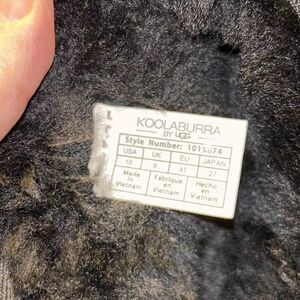 KOOLABURRA
BY UGG
Style Number: 1015874
USA UK EU JAPAN
10 8 41 27
Made in Vietnam Fabriqué en Vietnam Hecho en Vietnam